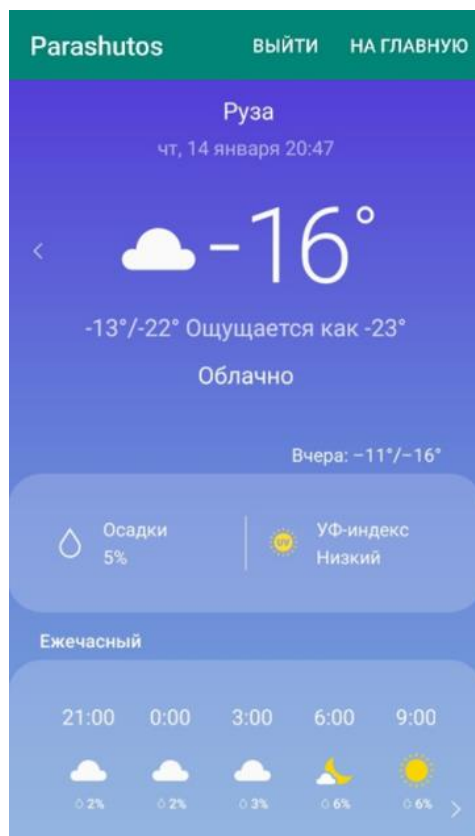 Parashutos ВЫЙТИ НА ГЛАВНУЮ
Руза
чт, 14 января 20:47
-16°
-13°/-22° Ощущается как -23°
Облачно
Вчера: -11°/-16°
Осадки
5%
UV
УФ-индекс
Низкий
Ежечасный
21:00 0:00 3:00 6:00 9:00
2% 2% 3% 6% 6%